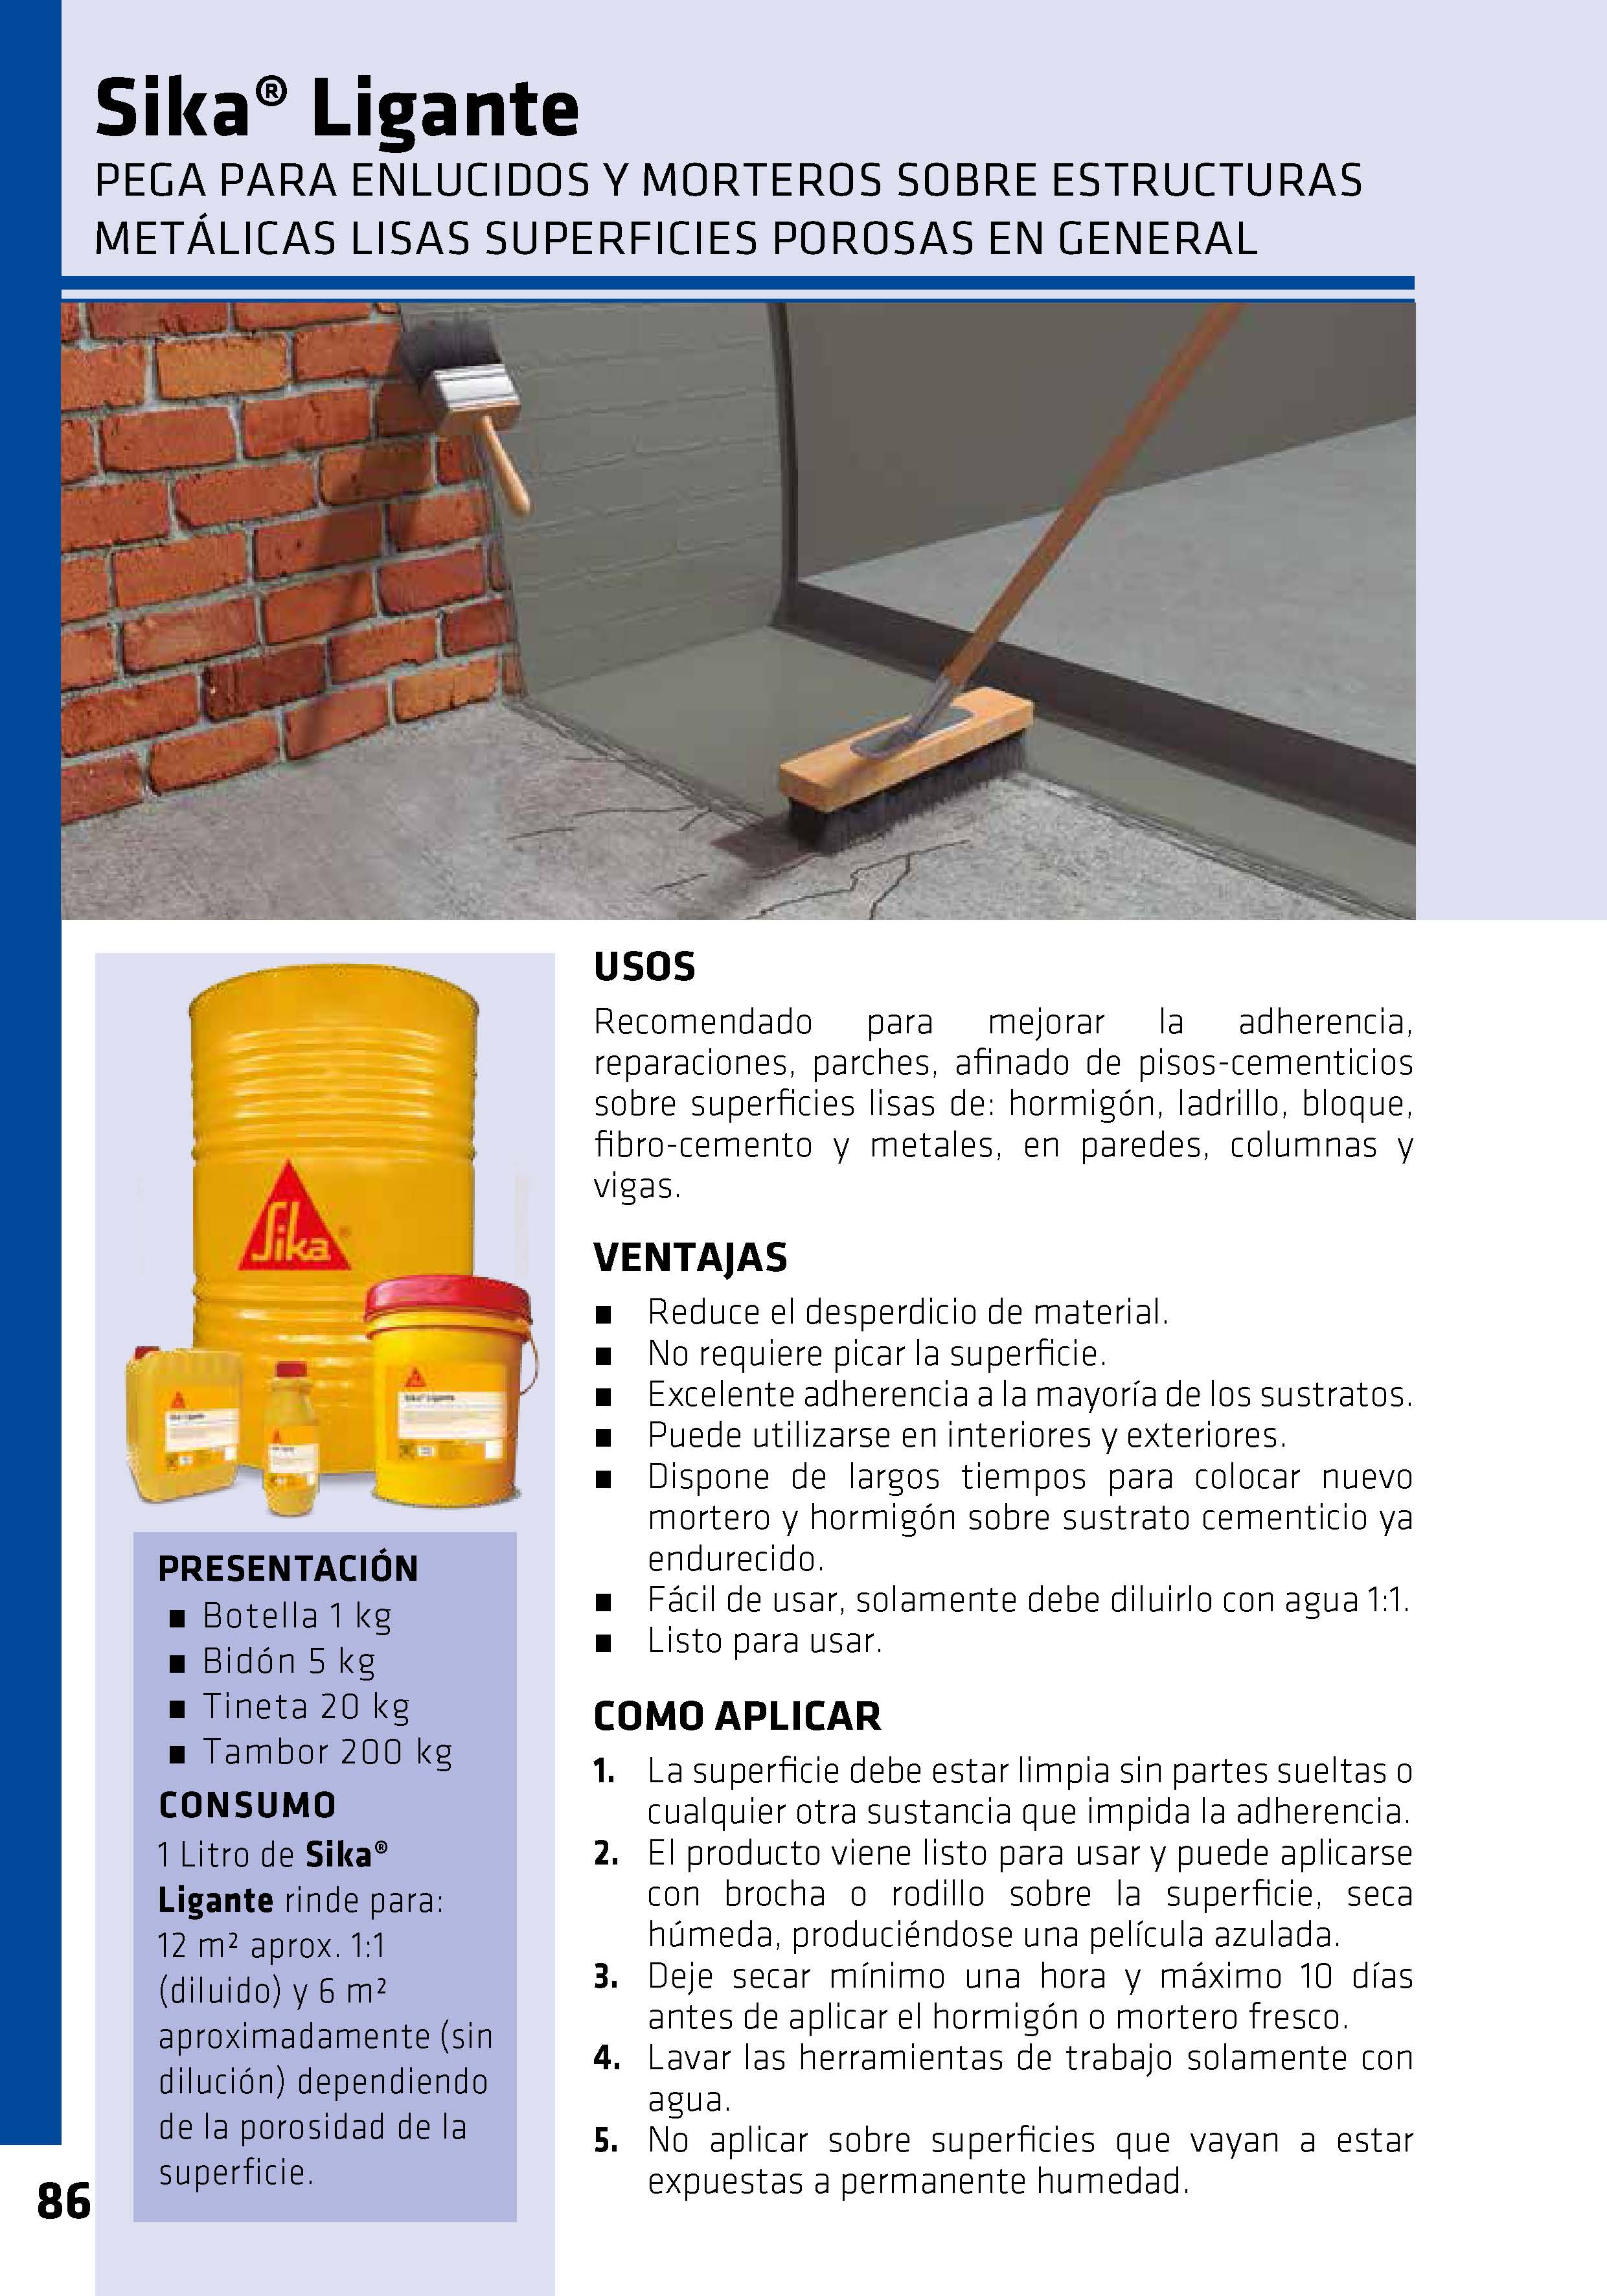 Sika® Ligante
PEGA PARA ENLUCIDOS Y MORTEROS SOBRE ESTRUCTURAS
METÁLICAS LISAS SUPERFICIES POROSAS EN GENERAL
Sika®
Sika® Ligante
PRESENTACIÓN
■ Botella 1 kg
■ Bidón 5 kg
■ Tineta 20 kg
■ Tambor 200 kg
CONSUMO
1 Litro de Sika®
Ligante rinde para:
12 m² aprox. 1:1
(diluido) y 6 m²
aproximadamente (sin
dilución) dependiendo
de la porosidad de la
superficie.
USOS
Recomendado para mejorar la adherencia,
reparaciones, parches, afinado de pisos-cementicios
sobre superficies lisas de: hormigón, ladrillo, bloque,
fibro-cemento y metales, en paredes, columnas y
vigas.
VENTAJAS
■ Reduce el desperdicio de material.
■ No requiere picar la superficie.
■ Excelente adherencia a la mayoría de los sustratos.
■ Puede utilizarse en interiores y exteriores.
■ Dispone de largos tiempos para colocar nuevo
mortero y hormigón sobre sustrato cementicio ya
endurecido.
■ Fácil de usar, solamente debe diluirlo con agua 1:1.
■ Listo para usar.
COMO APLICAR
1. La superficie debe estar limpia sin partes sueltas o
cualquier otra sustancia que impida la adherencia.
2. El producto viene listo para usar y puede aplicarse
con brocha o rodillo sobre la superficie, seca
húmeda, produciéndose una película azulada.
3. Deje secar mínimo una hora y máximo 10 días
antes de aplicar el hormigón o mortero fresco.
4. Lavar las herramientas de trabajo solamente con
agua.
5. No aplicar sobre superficies que vayan a estar
expuestas a permanente humedad.
86